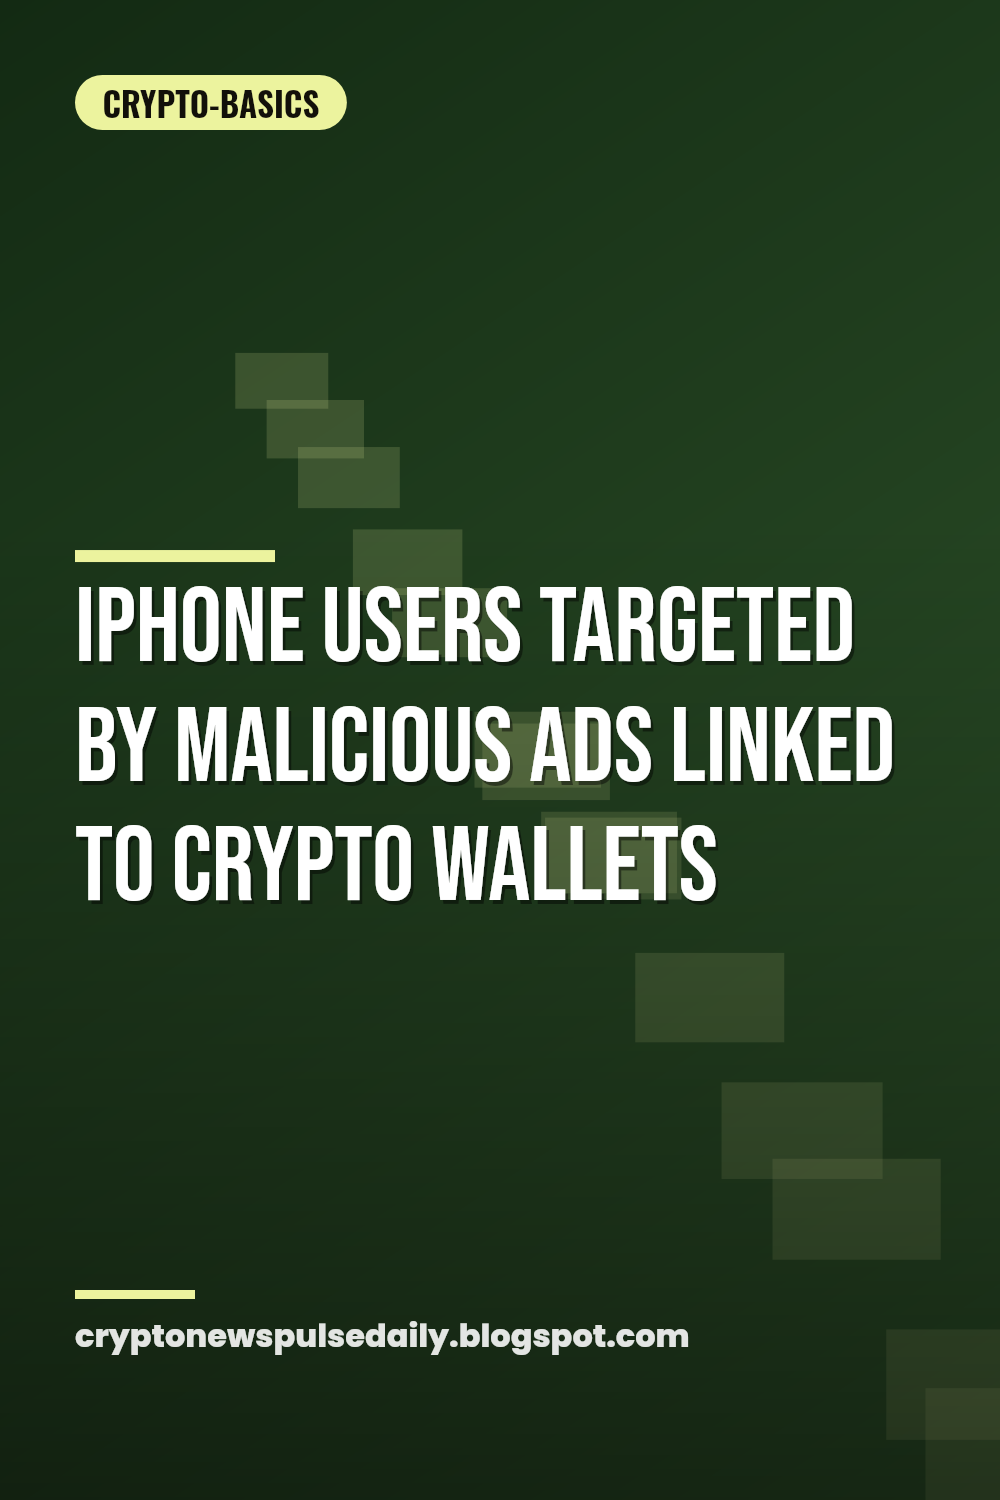 CRYPTO-BASICS
IPHONE USERS TARGETED
BY MALICIOUS ADS LINKED
TO CRYPTO WALLETS
cryptonewspulsedaily.blogspot.com